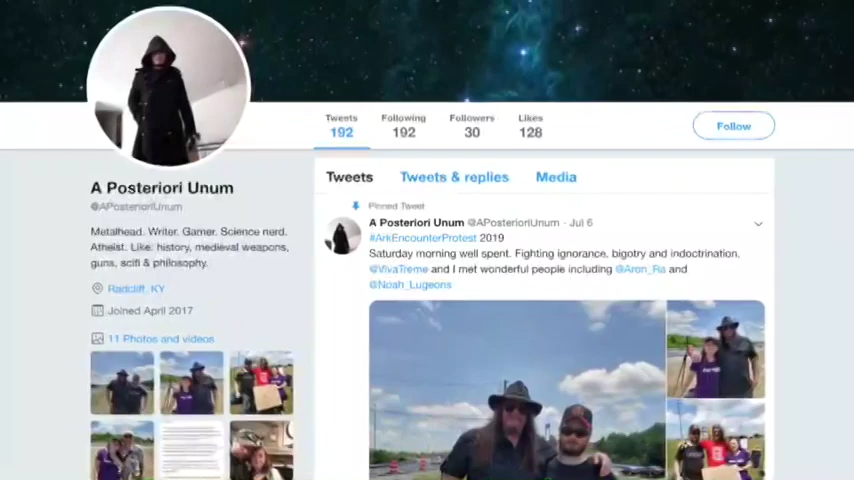 Tweets Following Followers Likes
192 192 30 128
Follow
A Posteriori Unum
@APosterioriUnum
Metalhead. Writer. Gamer. Science nerd.
Atheist. Like: history, medieval weapons,
guns, scifi & philosophy.
Radcliff, KY
Joined April 2017
11 Photos and videos
Tweets Tweets & replies Media
Pinned Tweet
A Posteriori Unum @APosterioriUnum · Jul 6
#ArkEncounterProtest 2019
Saturday morning well spent. Fighting ignorance, bigotry and indoctrination.
@VivaTreme and I met wonderful people including @Aron_Ra and
@Noah_Lugeons